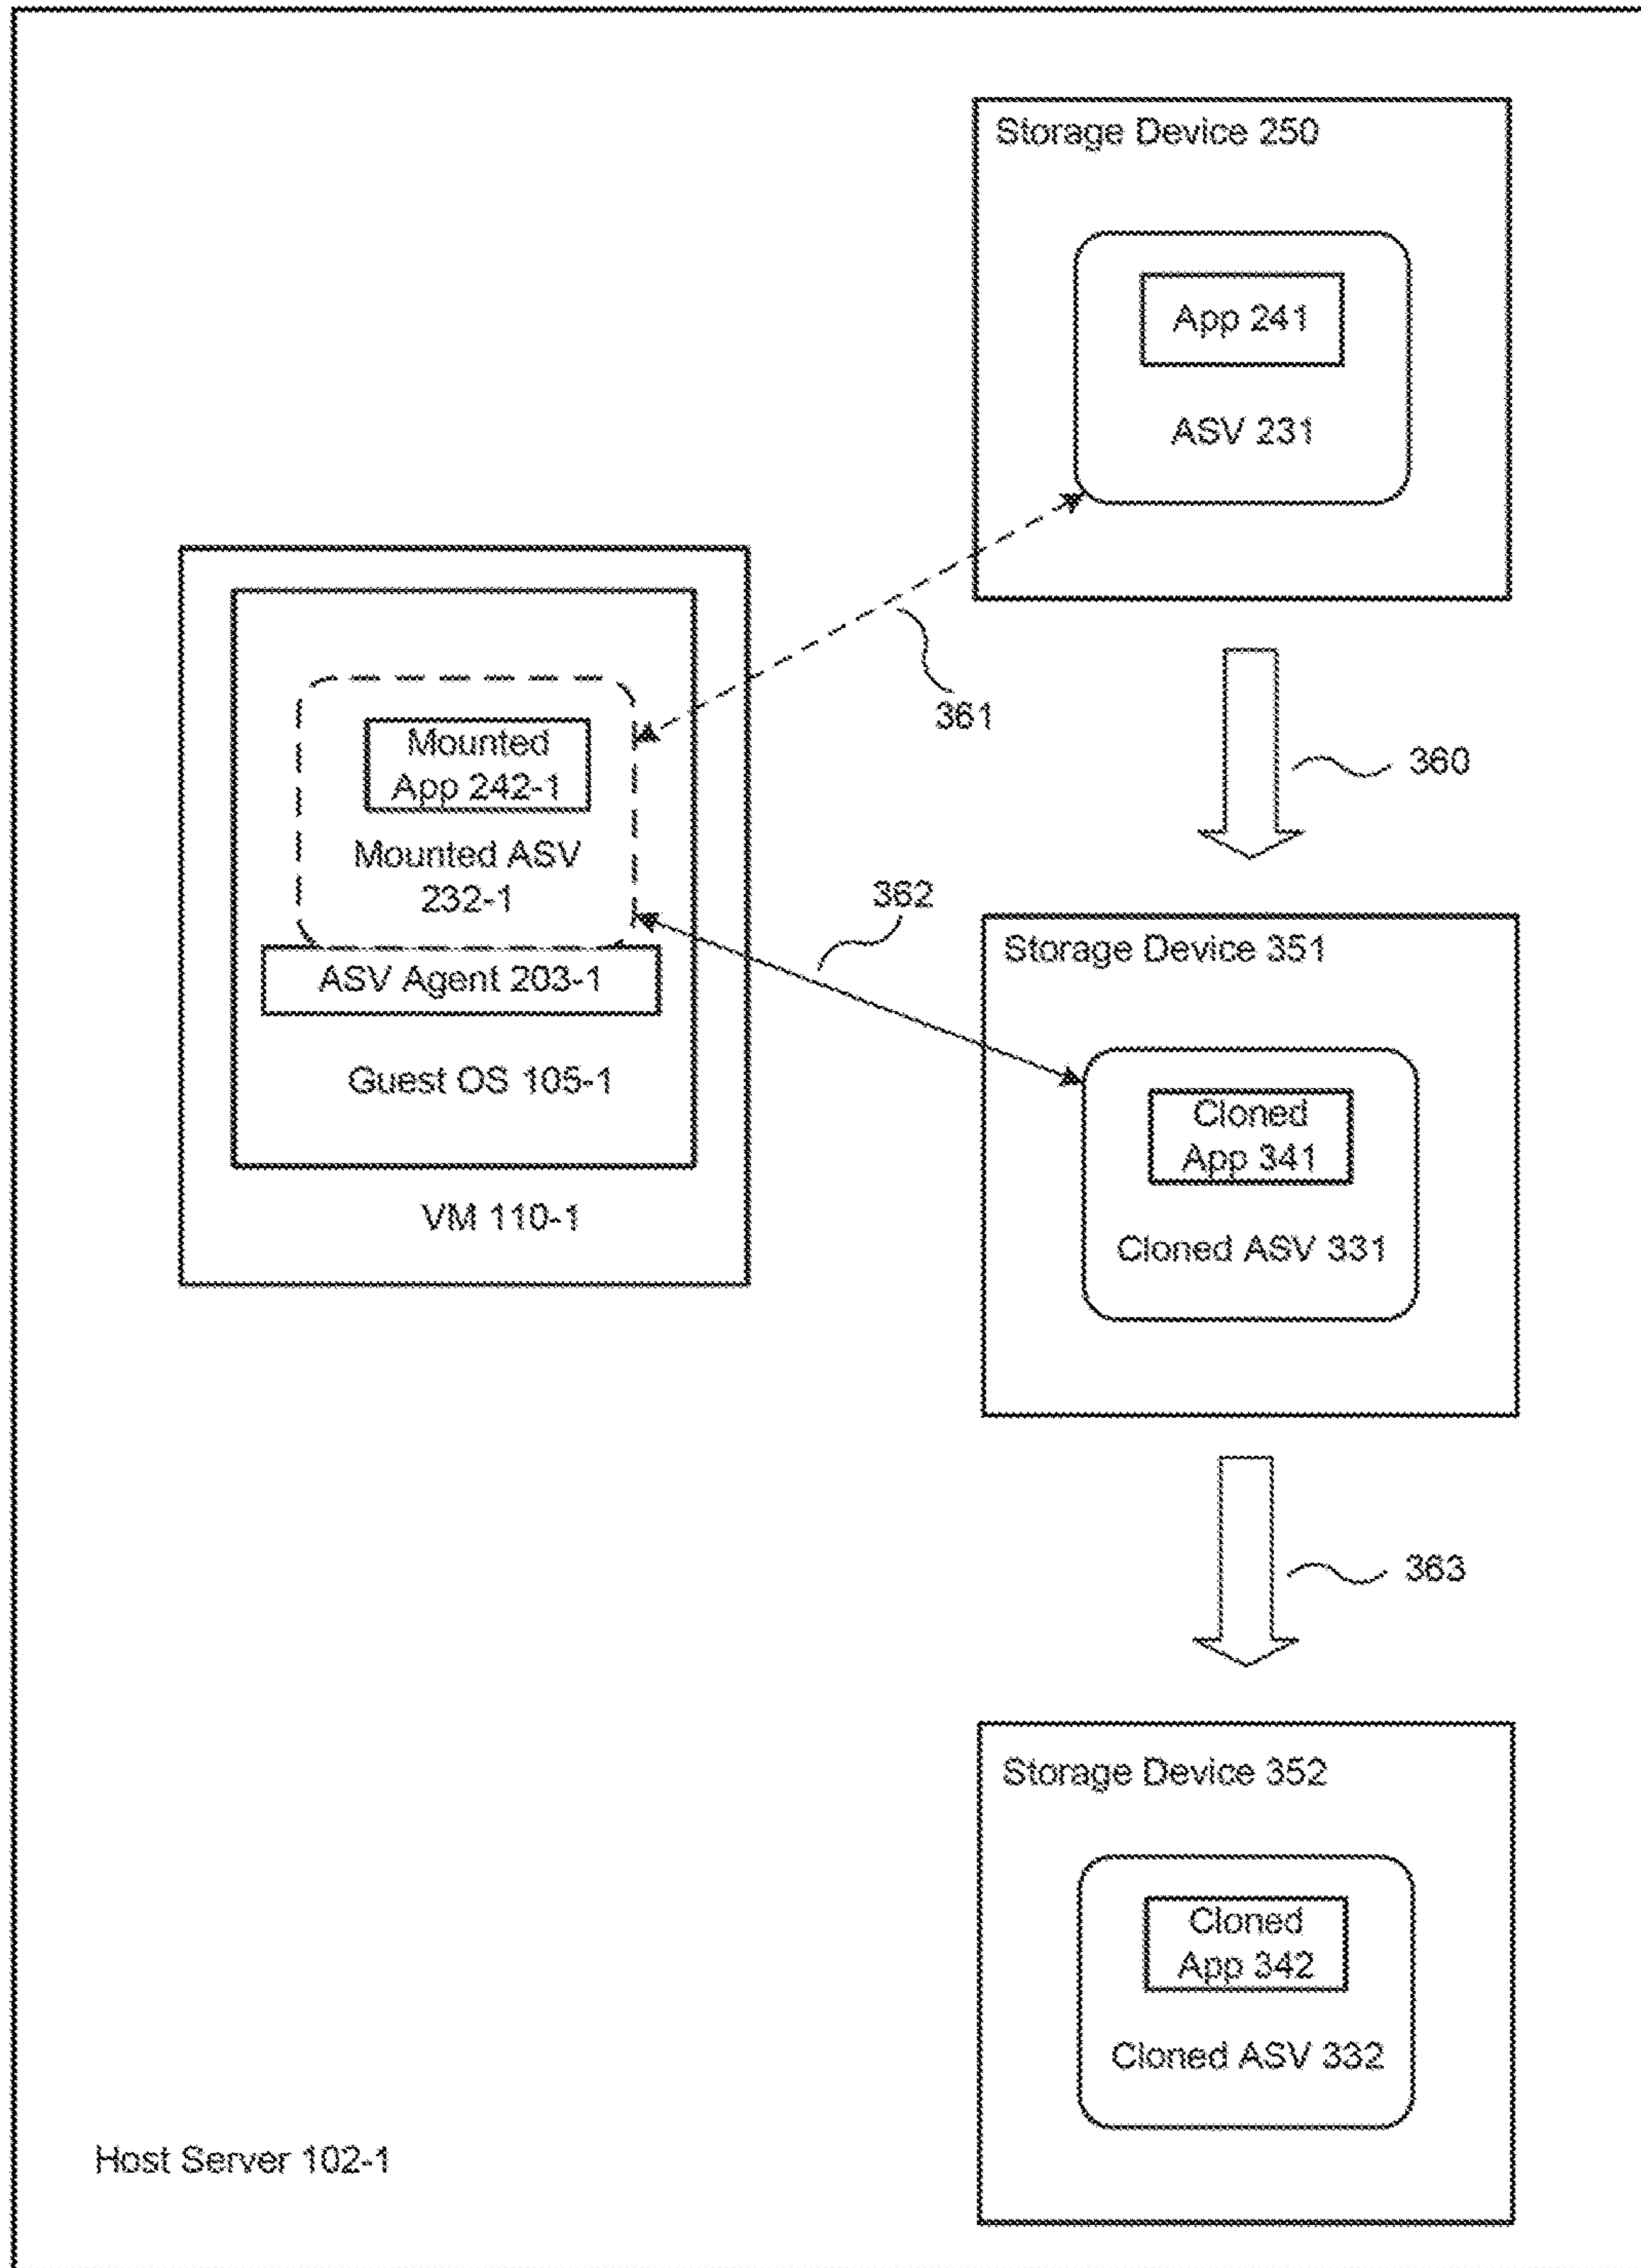 Storage Device 250
App 241
ASV 231
361
360
Mounted
App 242-1
Mounted ASV
232-1
ASV Agent 203-1
Guest OS 105-1
VM 110-1
362
Storage Device 351
Cloned
App 341
Cloned ASV 331
363
Storage Device 352
Cloned
App 342
Cloned ASV 332
Host Server 102-1